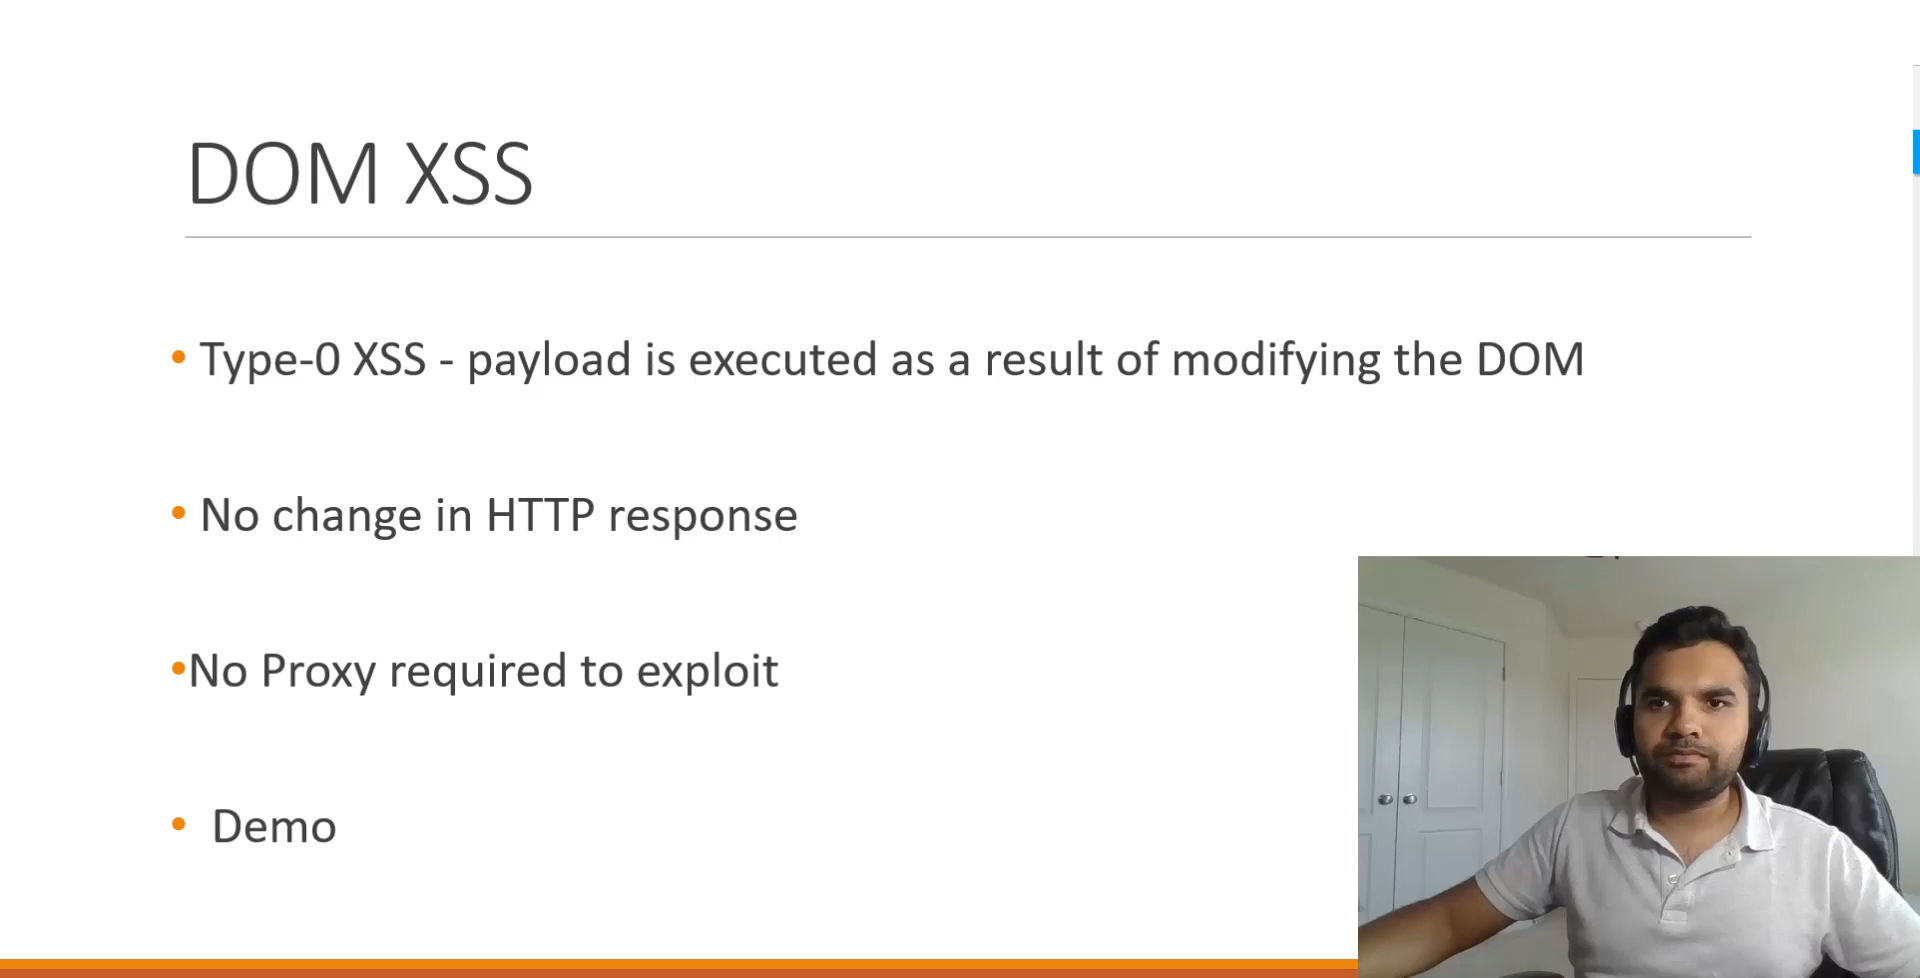 DOM XSS
• Type-0 XSS - payload is executed as a result of modifying the DOM
• No change in HTTP response
•No Proxy required to exploit
• Demo